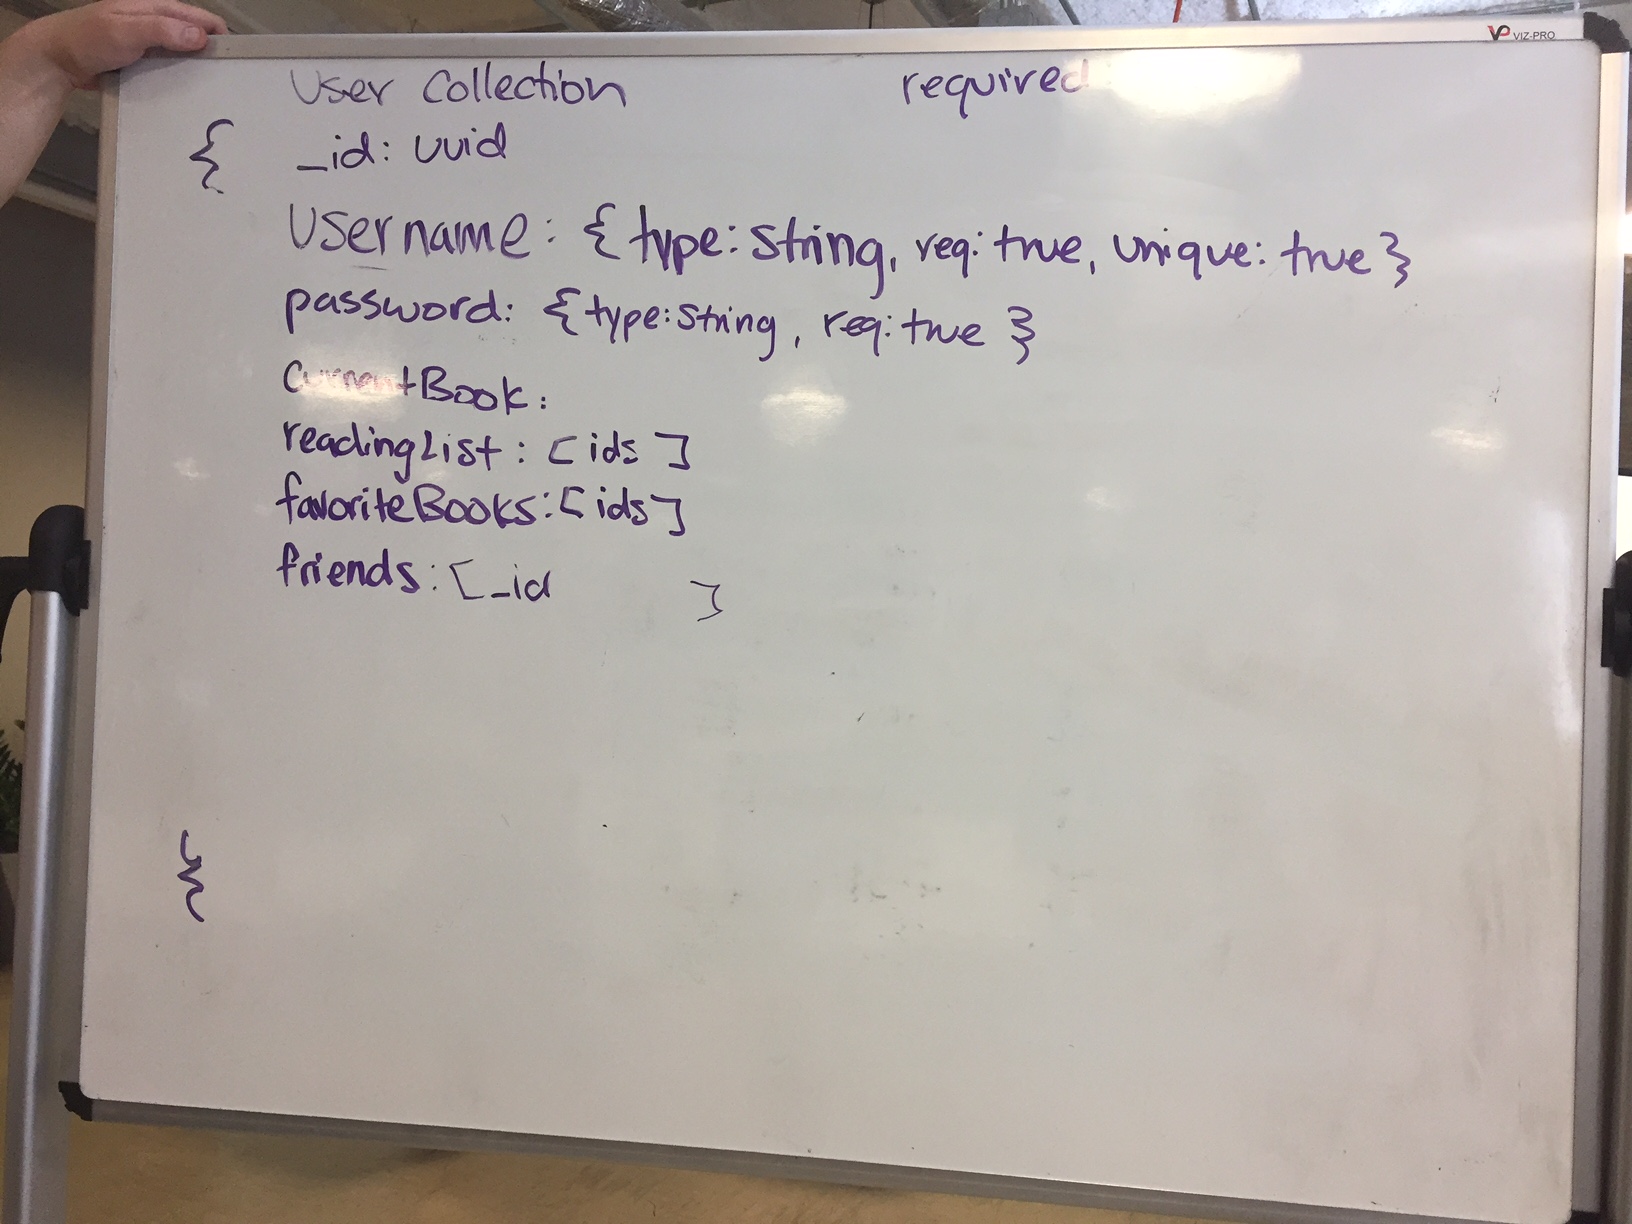 VP VIZ-PRO
User Collection required
{ _id: uuid
Username: {type: String, req: true, unique: true}
password: {type: String, req: true }
currentBook:
readingList: [ids]
favoriteBooks: [ids]
friends: [_id ]
}